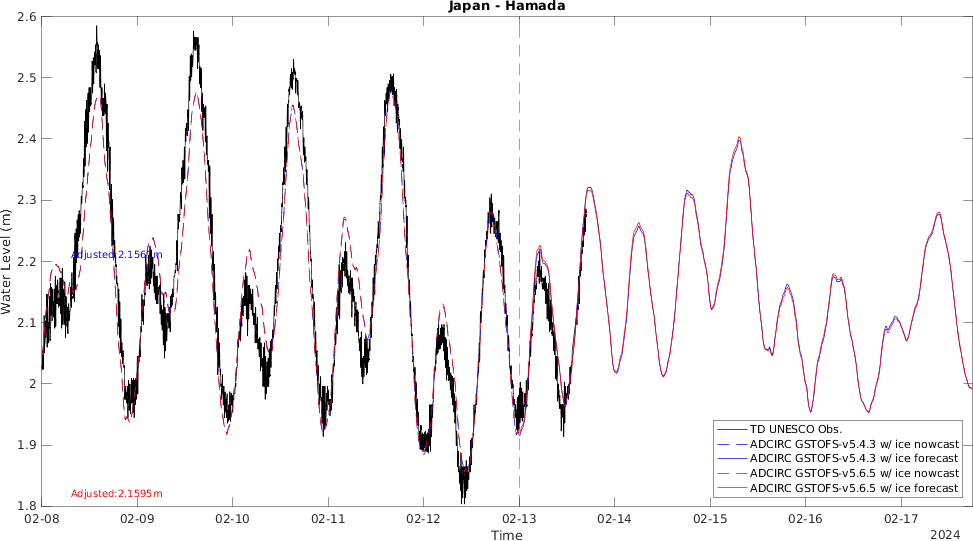 Japan - Hamada
Water Level (m)
2.6
2.5
2.4
2.3
2.2
2.1
2
1.9
1.8
Adjusted:2.1562m
Adjusted:2.1595m
TD UNESCO Obs.
ADCIRC GSTOFS-v5.4.3 w/ ice nowcast
ADCIRC GSTOFS-v5.4.3 w/ ice forecast
ADCIRC GSTOFS-v5.6.5 w/ ice nowcast
ADCIRC GSTOFS-v5.6.5 w/ ice forecast
02-08 02-09 02-10 02-11 02-12 02-13 02-14 02-15 02-16 02-17
Time
2024